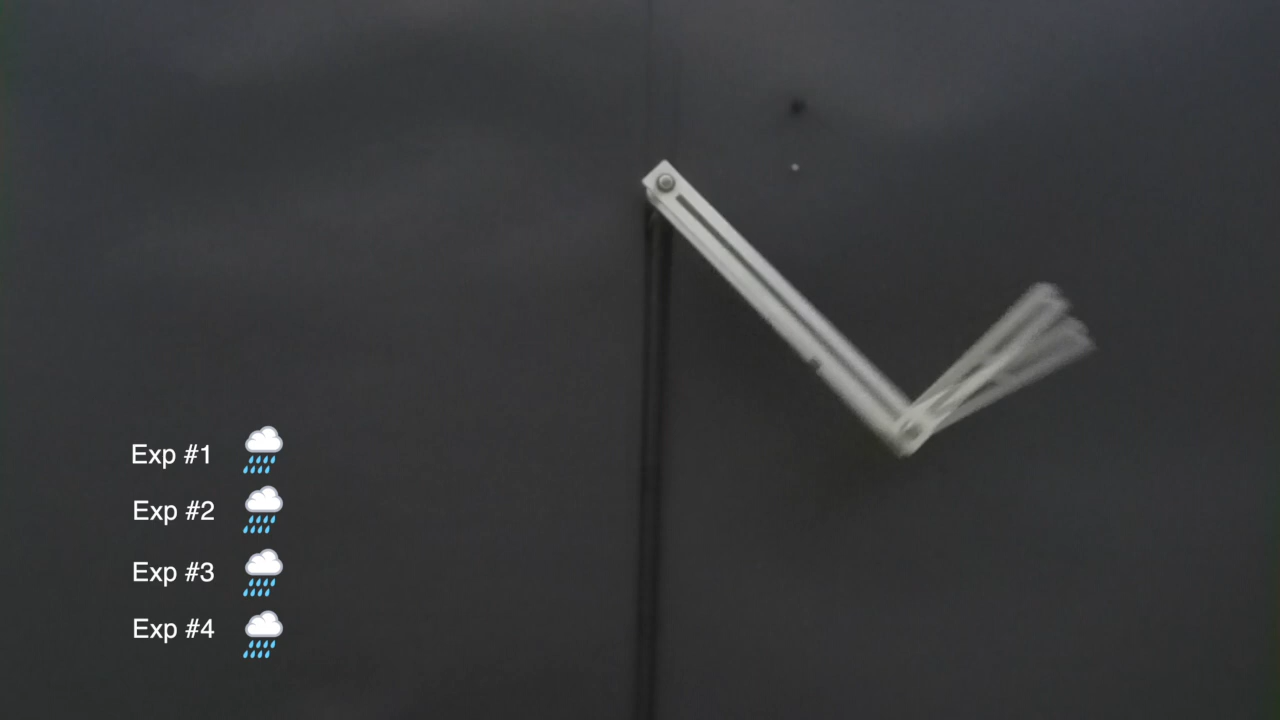 Exp #1 🌧️
Exp #2 🌧️
Exp #3 🌧️
Exp #4 🌧️